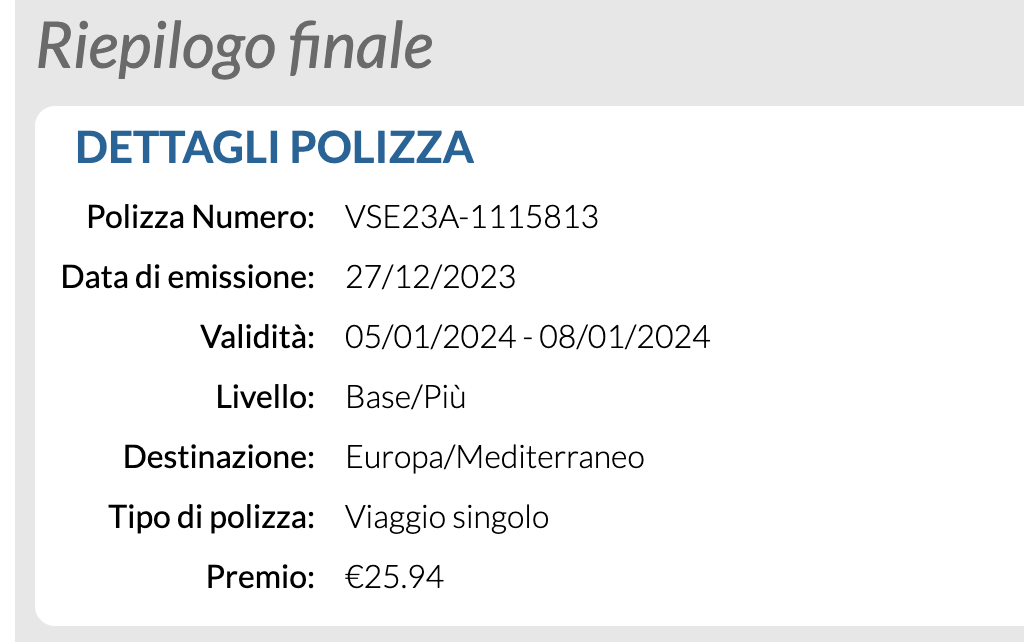 Riepilogo finale
DETTAGLI POLIZZA
Polizza Numero: VSE23A-1115813
Data di emissione: 27/12/2023
Validità: 05/01/2024 - 08/01/2024
Livello: Base/Più
Destinazione: Europa/Mediterraneo
Tipo di polizza: Viaggio singolo
Premio: €25.94